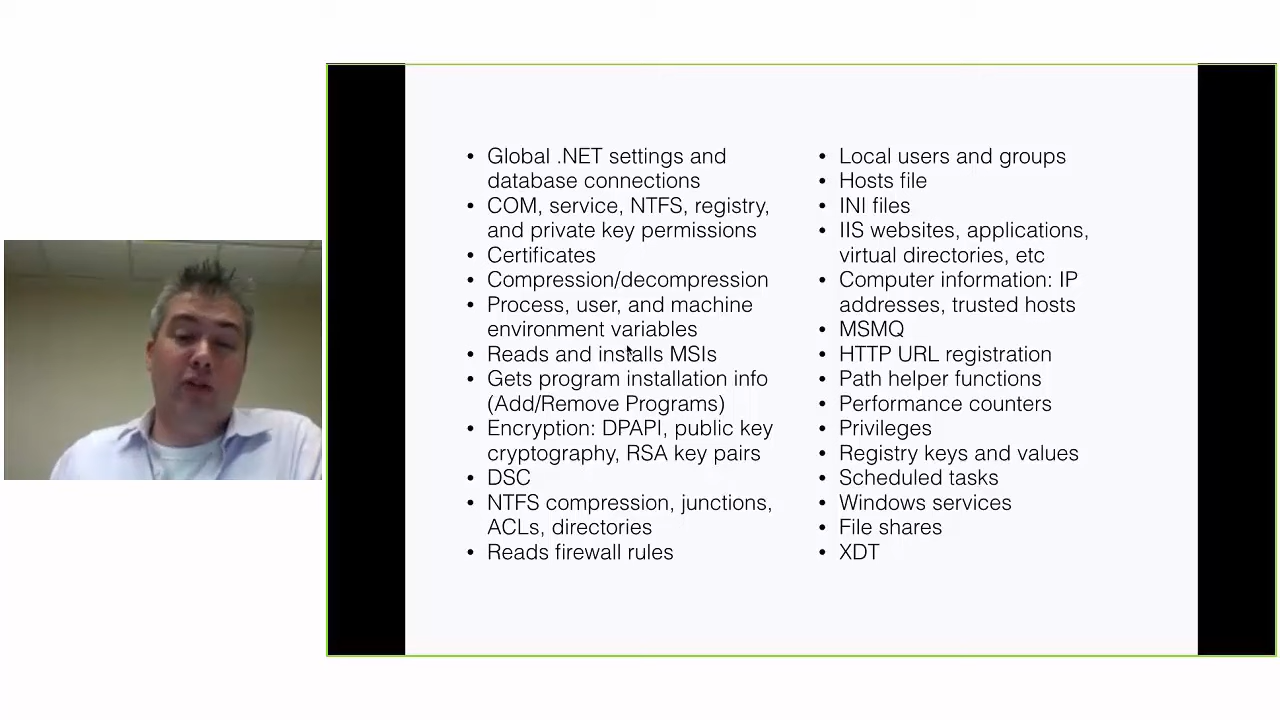 • Global .NET settings and
database connections
• COM, service, NTFS, registry,
and private key permissions
• Certificates
• Compression/decompression
• Process, user, and machine
environment variables
• Reads and installs MSIs
• Gets program installation info
(Add/Remove Programs)
• Encryption: DPAPI, public key
cryptography, RSA key pairs
• DSC
• NTFS compression, junctions,
ACLs, directories
• Reads firewall rules
• Local users and groups
• Hosts file
• INI files
• IIS websites, applications,
virtual directories, etc
• Computer information: IP
addresses, trusted hosts
• MSMQ
• HTTP URL registration
• Path helper functions
• Performance counters
• Privileges
• Registry keys and values
• Scheduled tasks
• Windows services
• File shares
• XDT